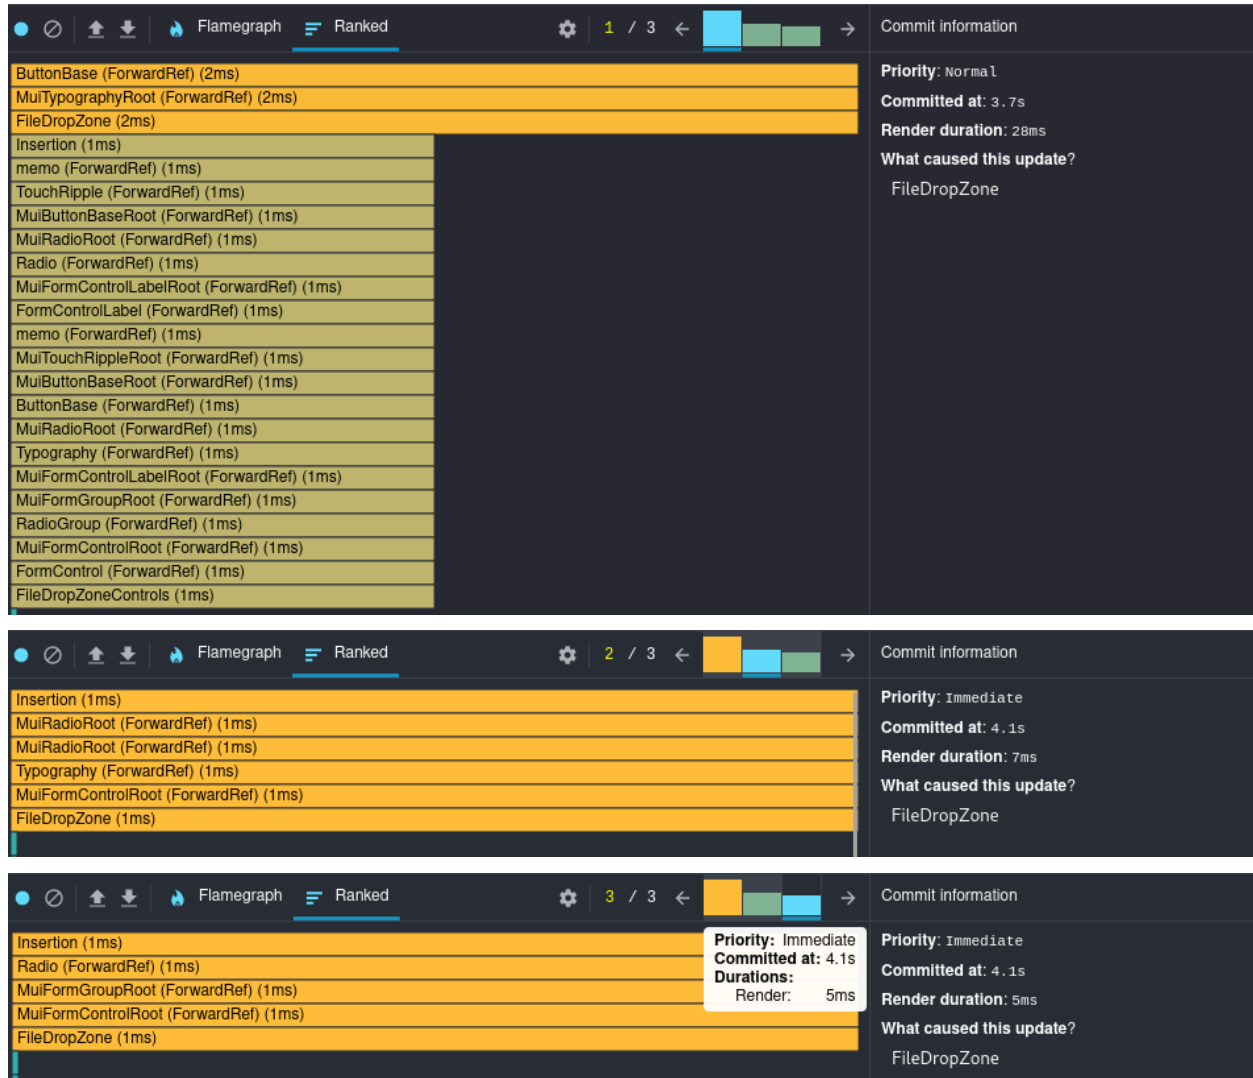 Flamegraph Ranked 1 / 3 Commit information
ButtonBase (ForwardRef) (2ms)
MuiTypographyRoot (ForwardRef) (2ms)
FileDropZone (2ms)
Insertion (1ms)
memo (ForwardRef) (1ms)
TouchRipple (ForwardRef) (1ms)
MuiButtonBaseRoot (ForwardRef) (1ms)
MuiRadioRoot (ForwardRef) (1ms)
Radio (ForwardRef) (1ms)
MuiFormControlLabelRoot (ForwardRef) (1ms)
FormControlLabel (ForwardRef) (1ms)
memo (ForwardRef) (1ms)
MuiTouchRippleRoot (ForwardRef) (1ms)
MuiButtonBaseRoot (ForwardRef) (1ms)
ButtonBase (ForwardRef) (1ms)
MuiRadioRoot (ForwardRef) (1ms)
Typography (ForwardRef) (1ms)
MuiFormControlLabelRoot (ForwardRef) (1ms)
MuiFormGroupRoot (ForwardRef) (1ms)
RadioGroup (ForwardRef) (1ms)
MuiFormControlRoot (ForwardRef) (1ms)
FormControl (ForwardRef) (1ms)
FileDropZoneControls (1ms)
Priority: Normal
Committed at: 3.7s
Render duration: 28ms
What caused this update?
FileDropZone
Flamegraph Ranked 2 / 3 Commit information
Insertion (1ms)
MuiRadioRoot (ForwardRef) (1ms)
MuiRadioRoot (ForwardRef) (1ms)
Typography (ForwardRef) (1ms)
MuiFormControlRoot (ForwardRef) (1ms)
FileDropZone (1ms)
Priority: Immediate
Committed at: 4.1s
Render duration: 7ms
What caused this update?
FileDropZone
Flamegraph Ranked 3 / 3 Commit information
Insertion (1ms)
Radio (ForwardRef) (1ms)
MuiFormGroupRoot (ForwardRef) (1ms)
MuiFormControlRoot (ForwardRef) (1ms)
FileDropZone (1ms)
Priority: Immediate
Committed at: 4.1s
Durations:
Render: 5ms
Priority: Immediate
Committed at: 4.1s
Render duration: 5ms
What caused this update?
FileDropZone